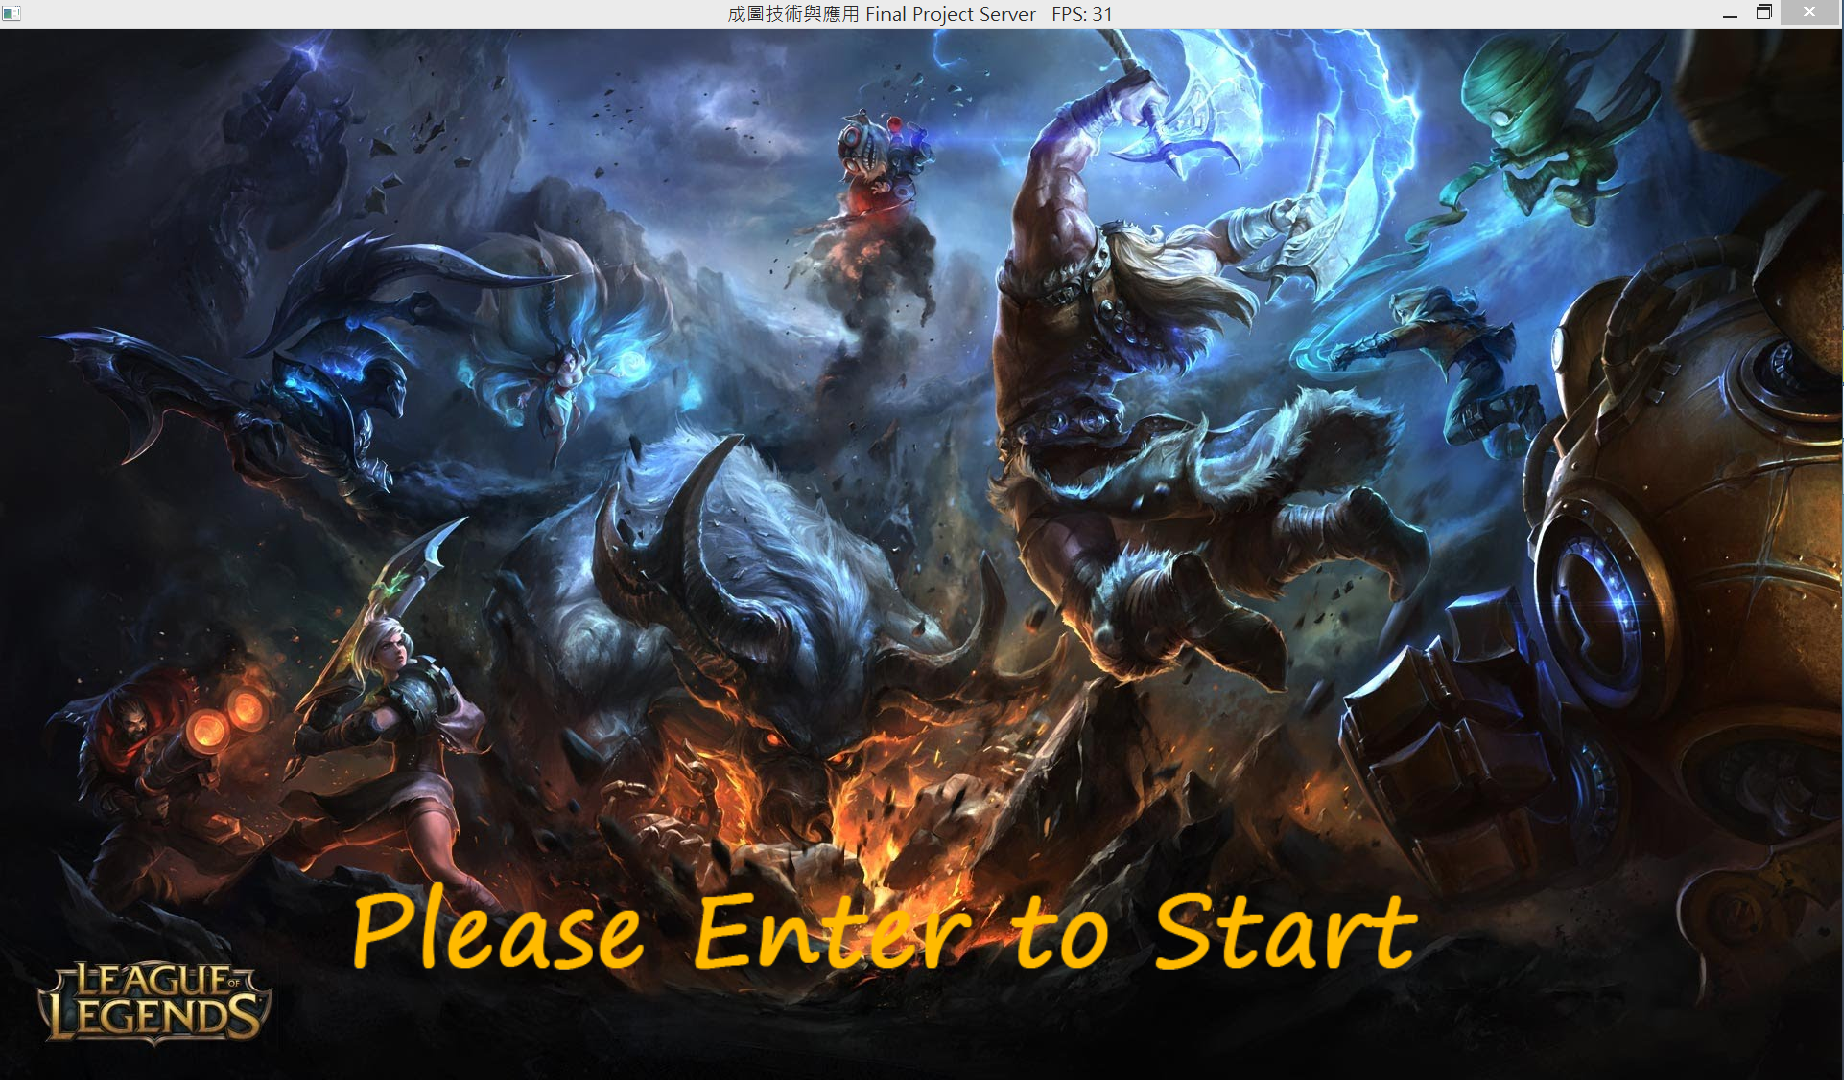 成圖技術與應用 Final Project Server   FPS: 31
Please Enter to Start
LEAGUE OF
LEGENDS